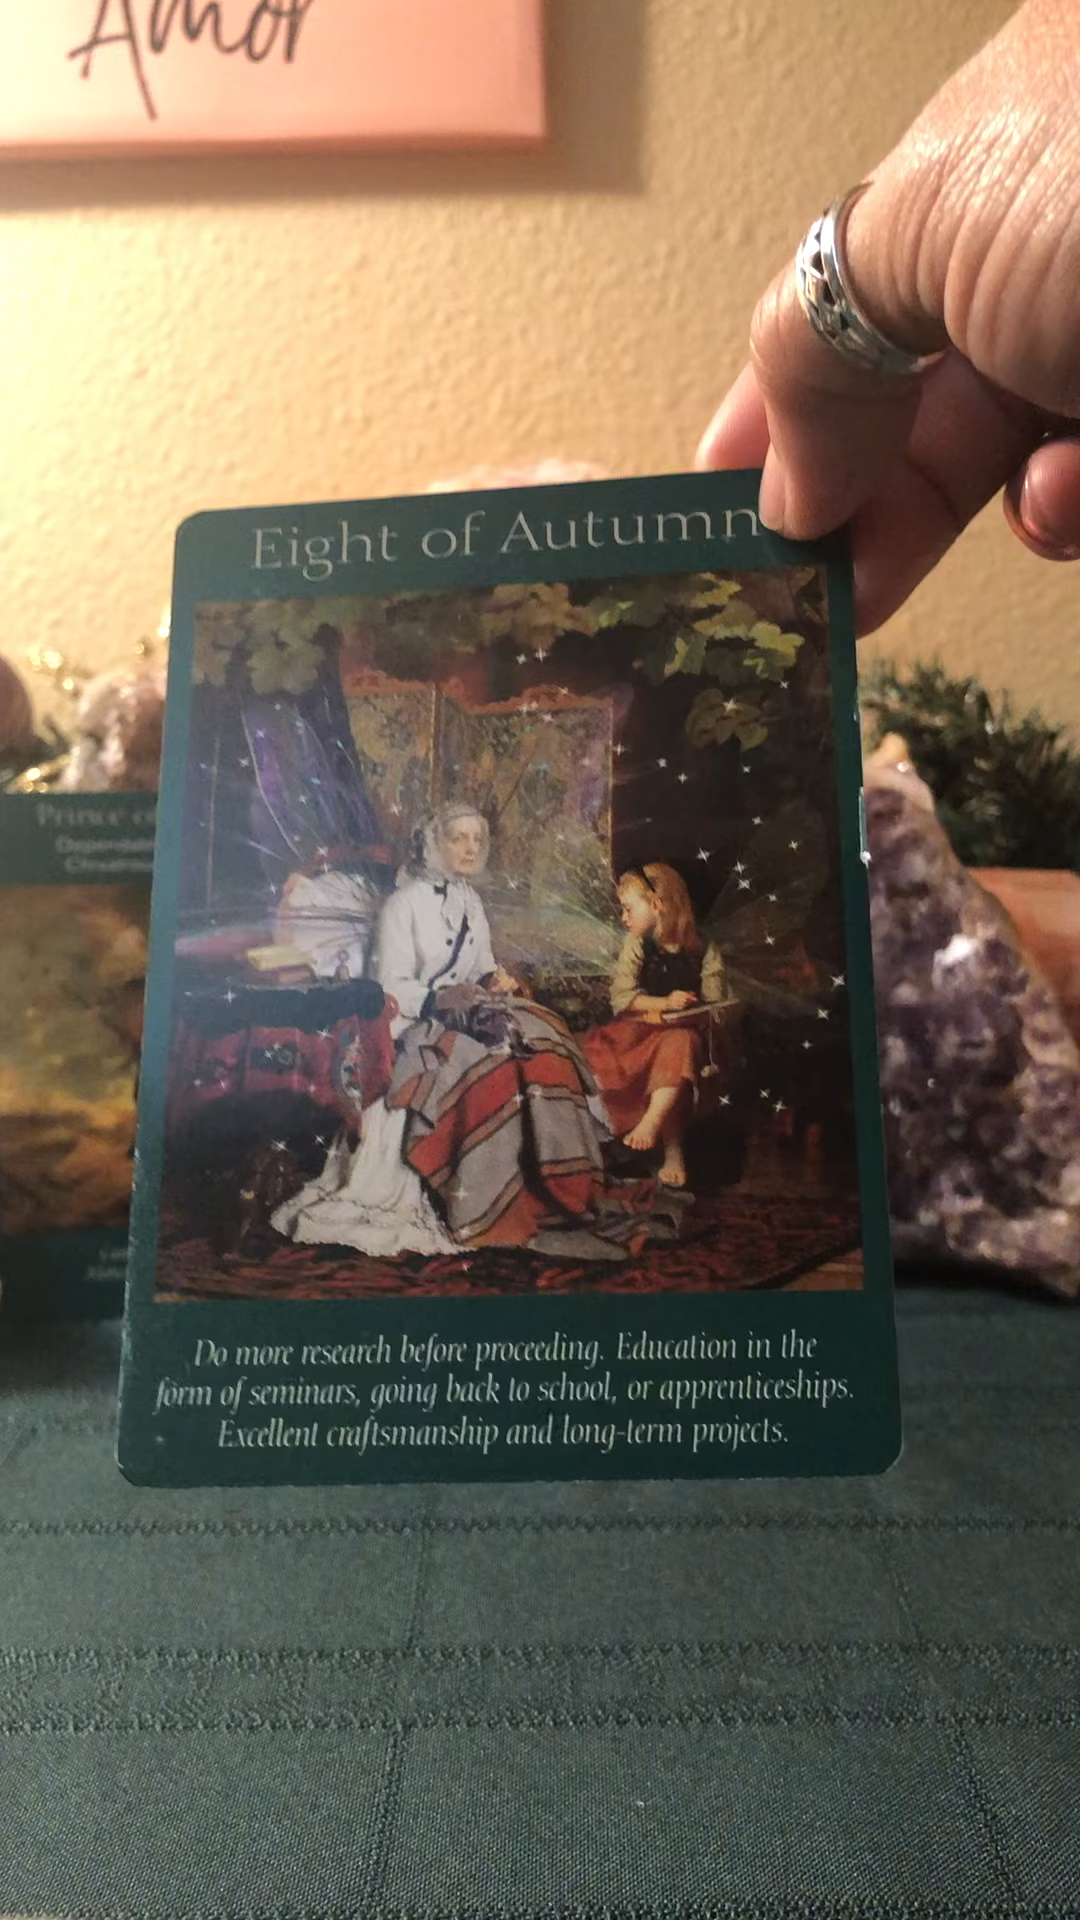 Amor
Eight of Autumn
Prince
Do more research before proceeding. Education in the
form of seminars, going back to school, or apprenticeships.
Excellent craftsmanship and long-term projects.